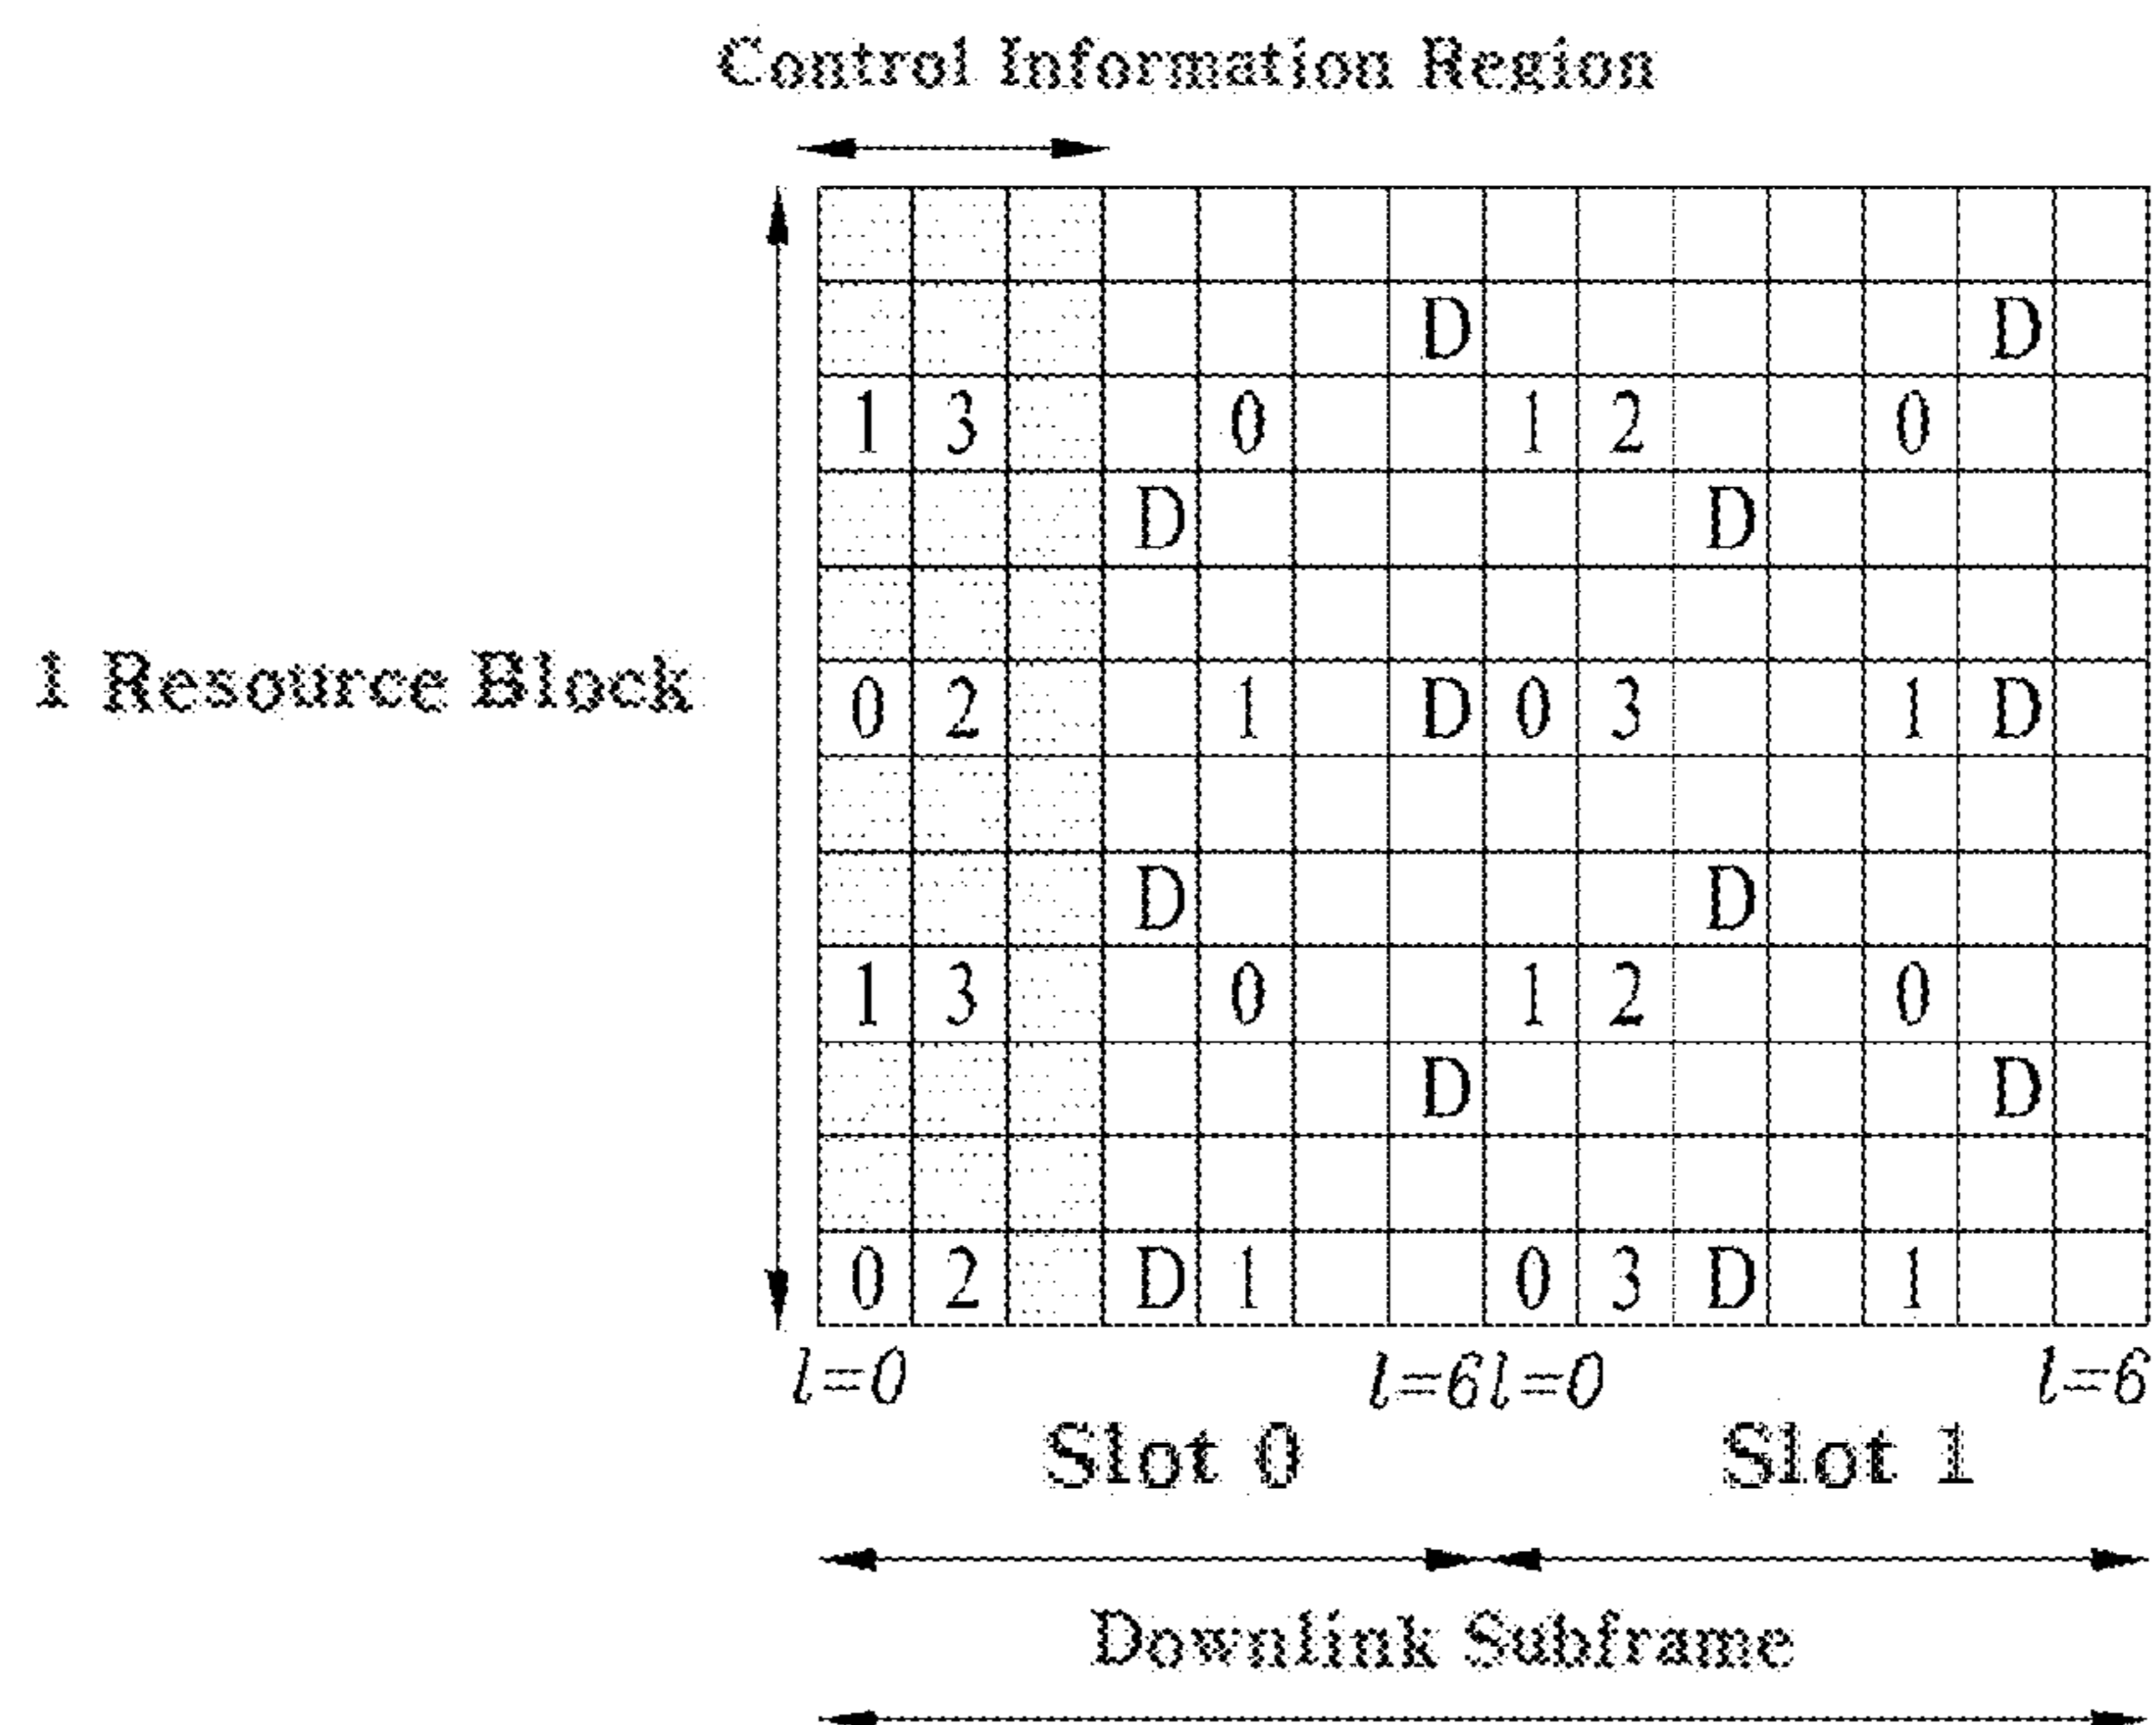 Control Information Region
D D
1 3 0 1 2 0
D D
1 Resource Block
0 2 1 D 0 3 1 D
D D
1 3 0 1 2 0
D D
0 2 D 1 0 3 D 1
l=0 l=6 l=0 l=6
Slot 0 Slot 1
Downlink Subframe